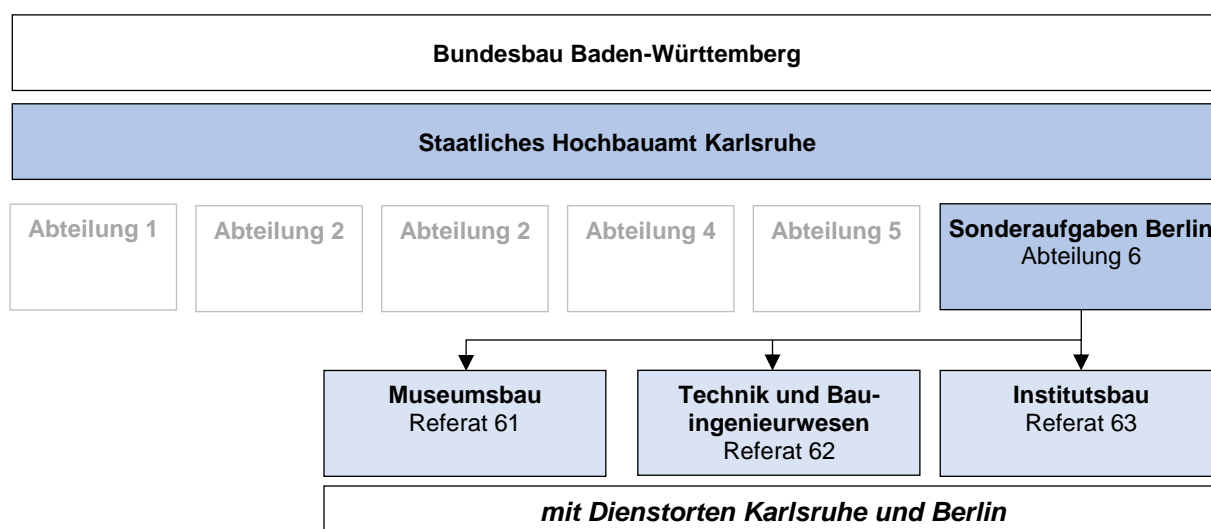 Bundesbau Baden-Württemberg
Staatliches Hochbauamt Karlsruhe
Abteilung 1
Abteilung 2
Abteilung 2
Abteilung 4
Abteilung 5
Sonderaufgaben Berlin
Abteilung 6
Museumsbau
Referat 61
Technik und Bau-
ingenieurwesen
Referat 62
Institutsbau
Referat 63
mit Dienstorten Karlsruhe und Berlin